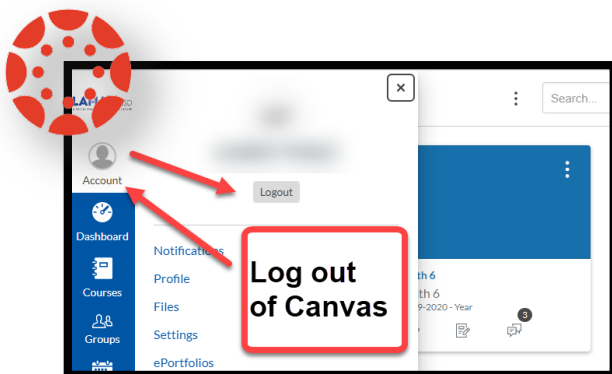 Search...
Account
Logout
Dashboard
Notifications
Profile
Courses
Files
Groups
Settings
ePortfolios
Log out
of Canvas
th 6
th 6
9-2020 - Year
3